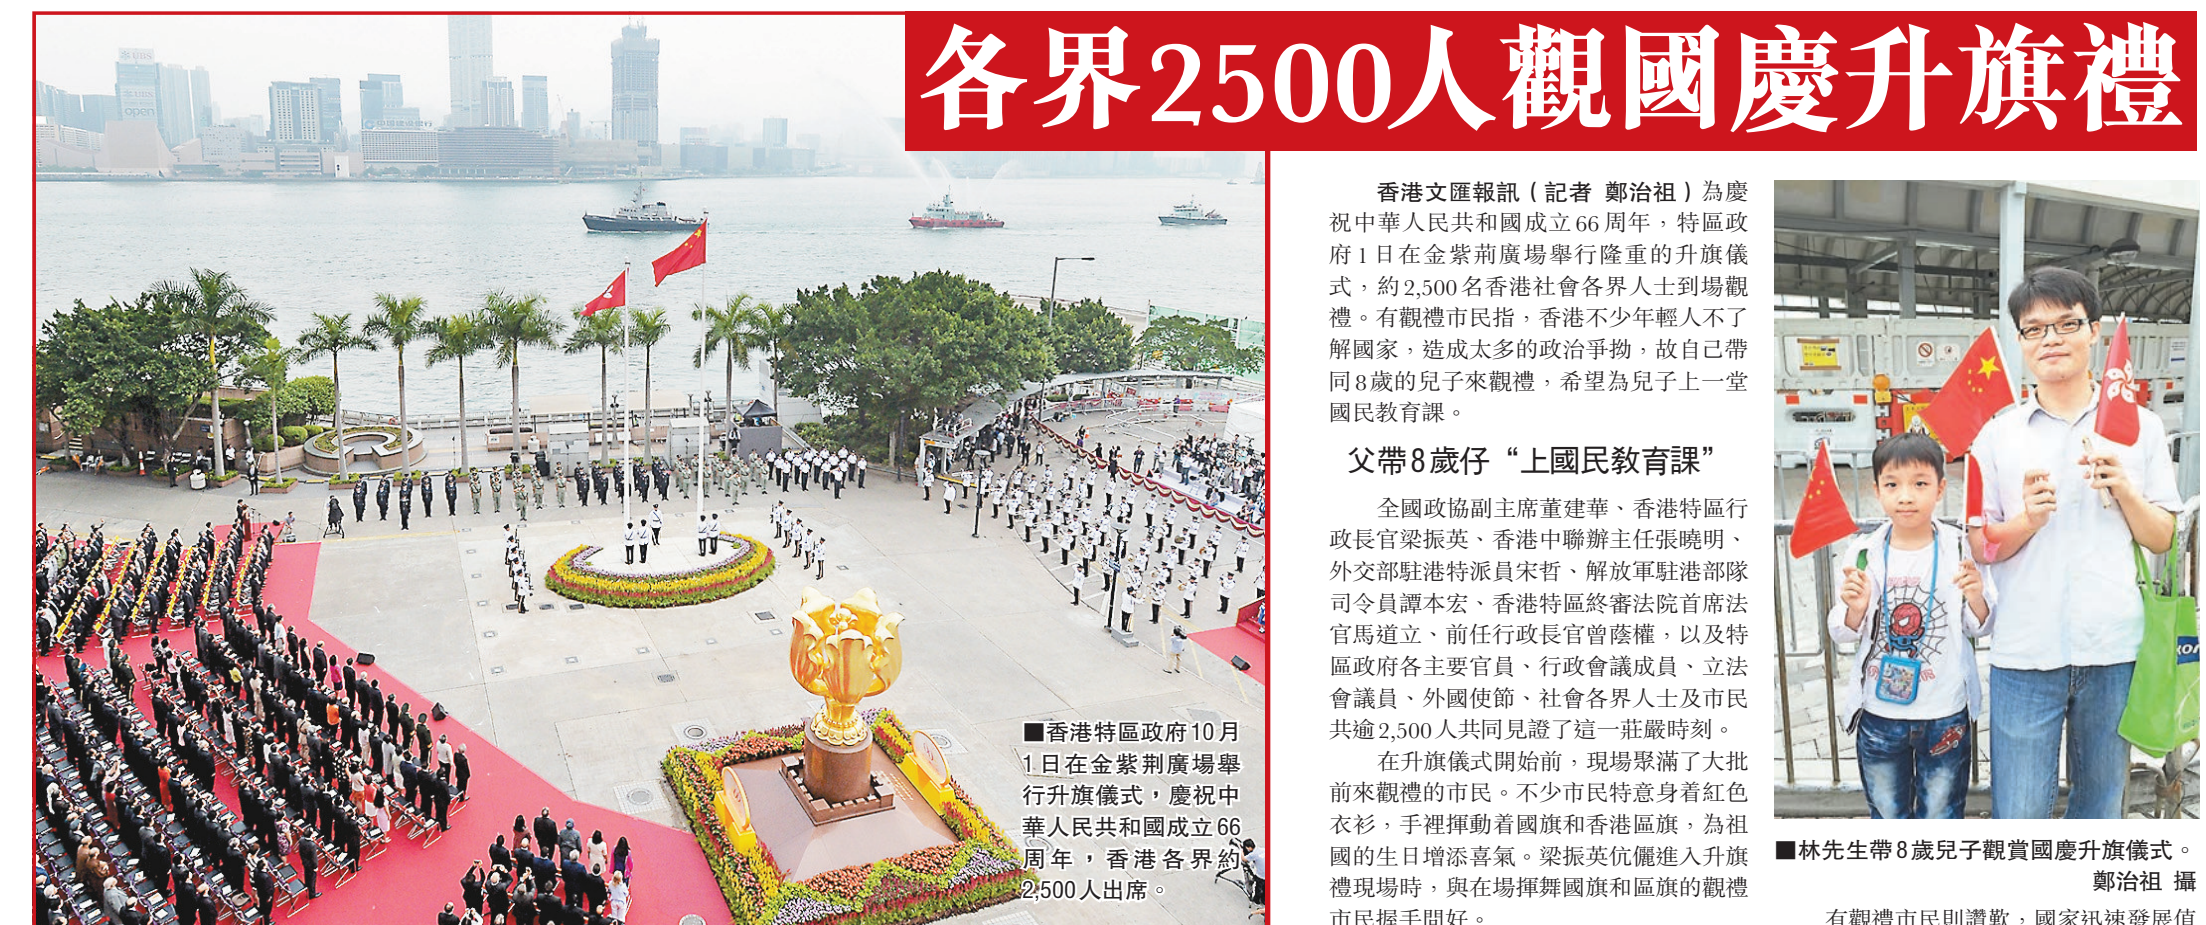 各界2500人觀國慶升旗禮
■香港特區政府10月
1日在金紫荆廣場舉
行升旗儀式，慶祝中
華人民共和國成立66
周年，香港各界約
2,500人出席。
香港文匯報訊（記者 鄭治祖）為慶
祝中華人民共和國成立66周年，特區政
府1日在金紫荊廣場舉行隆重的升旗儀
式，約2,500名香港社會各界人士到場觀
禮。有觀禮市民指，香港不少年輕人不了
解國家，造成太多的政治爭拗，故自己帶
同8歲的兒子來觀禮，希望為兒子上一堂
國民教育課。
父帶8歲仔“上國民教育課”
全國政協副主席董建華、香港特區行
政長官梁振英、香港中聯辦主任張曉明、
外交部駐港特派員宋哲、解放軍駐港部隊
司令員譚本宏、香港特區終審法院首席法
官馬道立、前任行政長官曾蔭權，以及特
區政府各主要官員、行政會議成員、立法
會議員、外國使節、社會各界人士及市民
共逾2,500人共同見證了這一莊嚴時刻。
在升旗儀式開始前，現場聚滿了大批
前來觀禮的市民。不少市民特意身着紅色
衣衫，手裡揮動着國旗和香港區旗，為祖
國的生日增添喜氣。梁振英伉儷進入升旗
禮現場時，與在場揮舞國旗和區旗的觀禮
市民握手問好。
■林先生帶8歲兒子觀賞國慶升旗儀式。
鄭治祖 攝
有觀禮市民則讚歎，國家迅速發展值